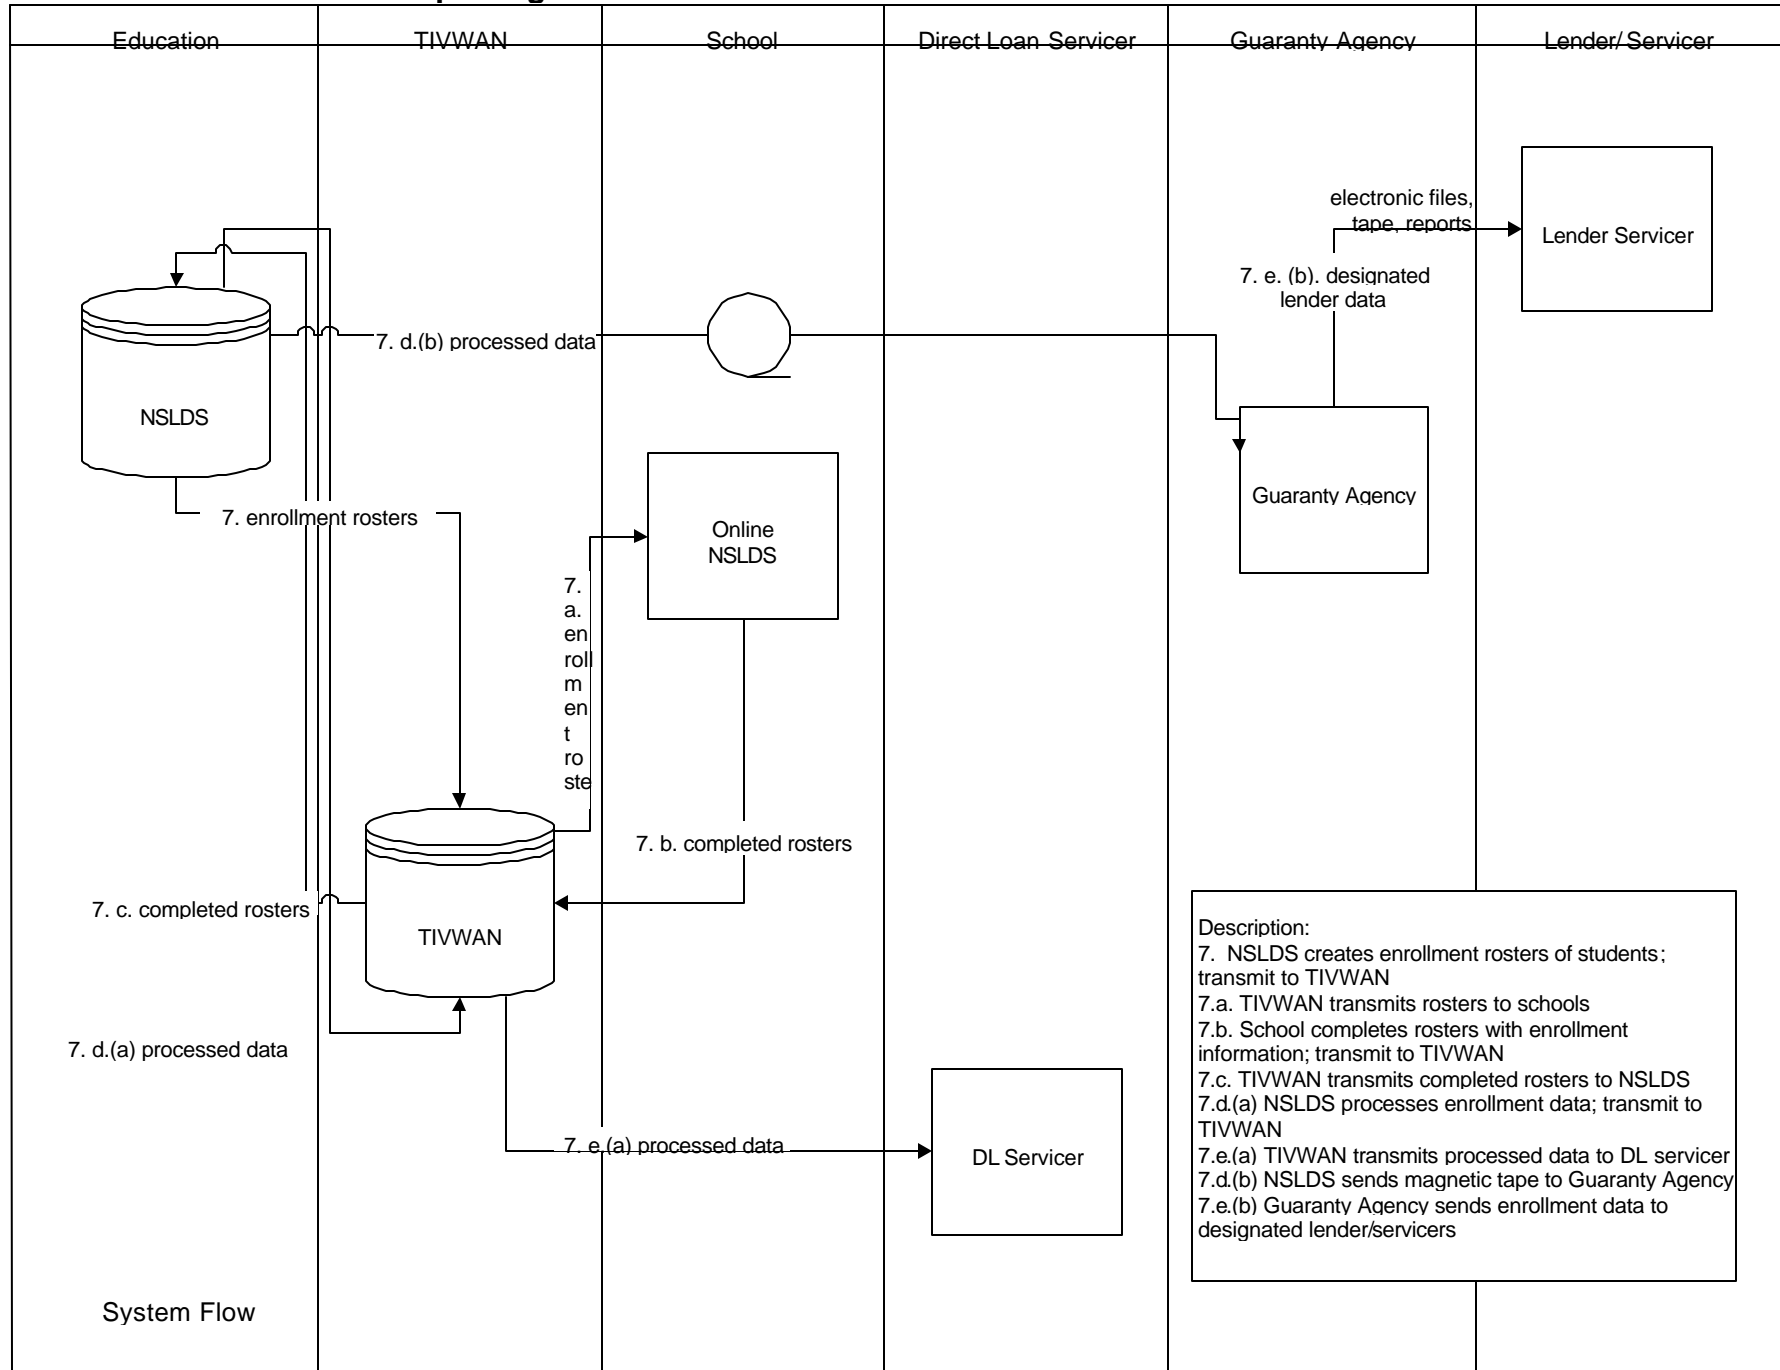 Education TIVWAN School Direct Loan Servicer Guaranty Agency Lender/ Servicer
electronic files,
tape, reports
Lender Servicer
7. e. (b). designated
lender data
7. d.(b) processed data
NSLDS
Guaranty Agency
7. enrollment rosters
Online
NSLDS
7.
a.
en
roll
m
en
t
ro
ste
7. b. completed rosters
7. c. completed rosters
TIVWAN
7. d.(a) processed data
7. e.(a) processed data
DL Servicer
Description:
7. NSLDS creates enrollment rosters of students;
transmit to TIVWAN
7.a. TIVWAN transmits rosters to schools
7.b. School completes rosters with enrollment
information; transmit to TIVWAN
7.c. TIVWAN transmits completed rosters to NSLDS
7.d.(a) NSLDS processes enrollment data; transmit to
TIVWAN
7.e.(a) TIVWAN transmits processed data to DL servicer
7.d.(b) NSLDS sends magnetic tape to Guaranty Agency
7.e.(b) Guaranty Agency sends enrollment data to
designated lender/servicers
System Flow